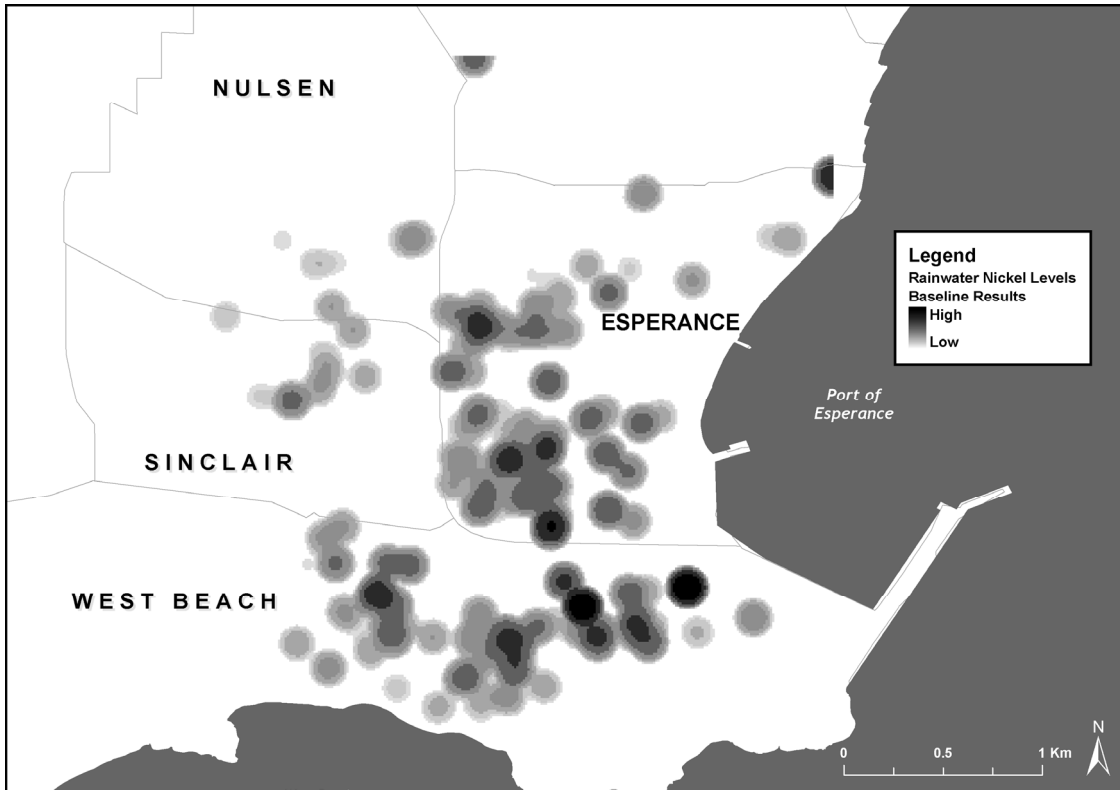 NULSEN
Legend
Rainwater Nickel Levels
Baseline Results
High
Low
ESPERANCE
Port of
Esperance
SINCLAIR
WEST BEACH
N
0 0.5 1 Km